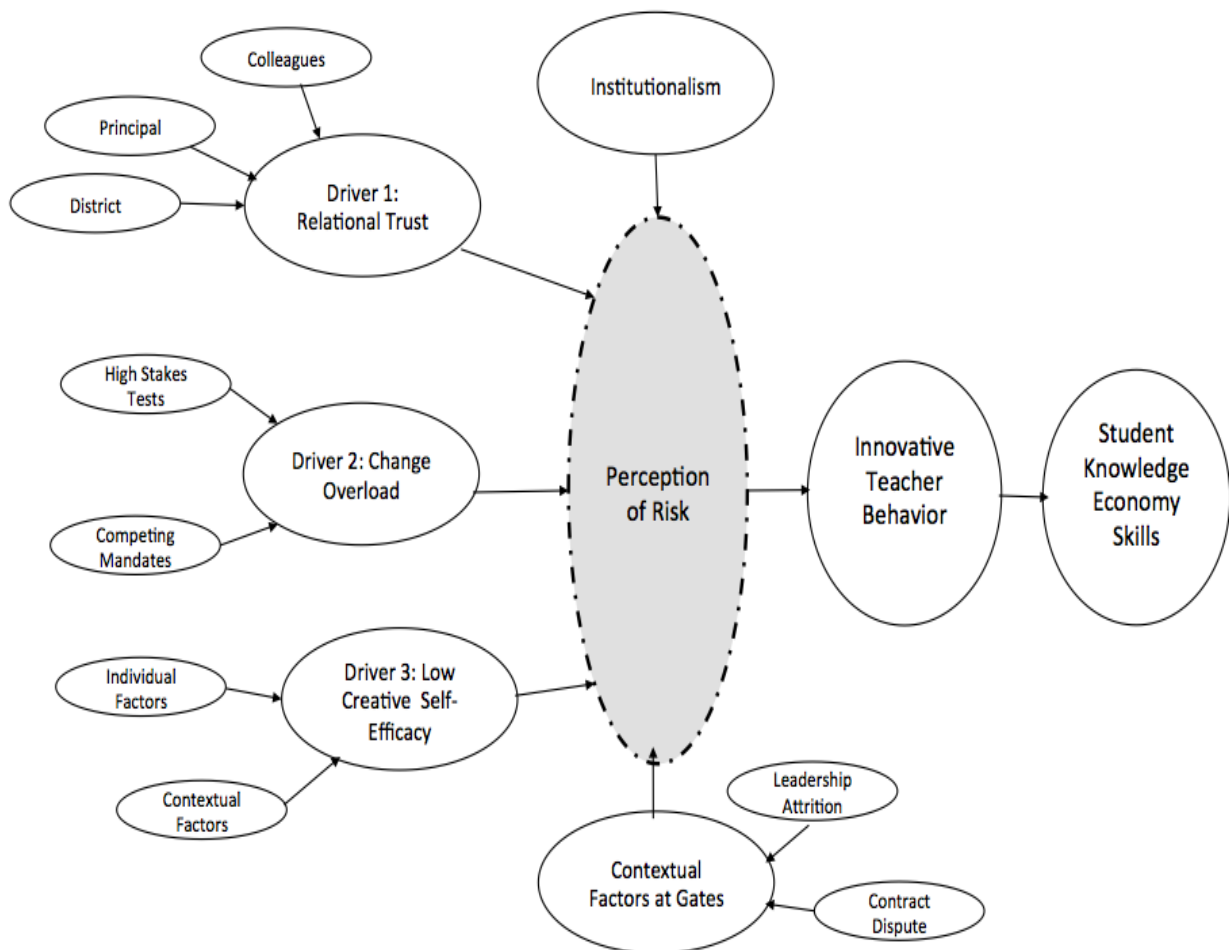 Colleagues
Institutionalism
Principal
District
Driver 1:
Relational Trust
High Stakes
Tests
Driver 2: Change
Overload
Competing
Mandates
Perception
of Risk
Innovative
Teacher
Behavior
Student
Knowledge
Economy
Skills
Individual
Factors
Driver 3: Low
Creative Self-
Efficacy
Contextual
Factors
Leadership
Attrition
Contextual
Factors at Gates
Contract
Dispute